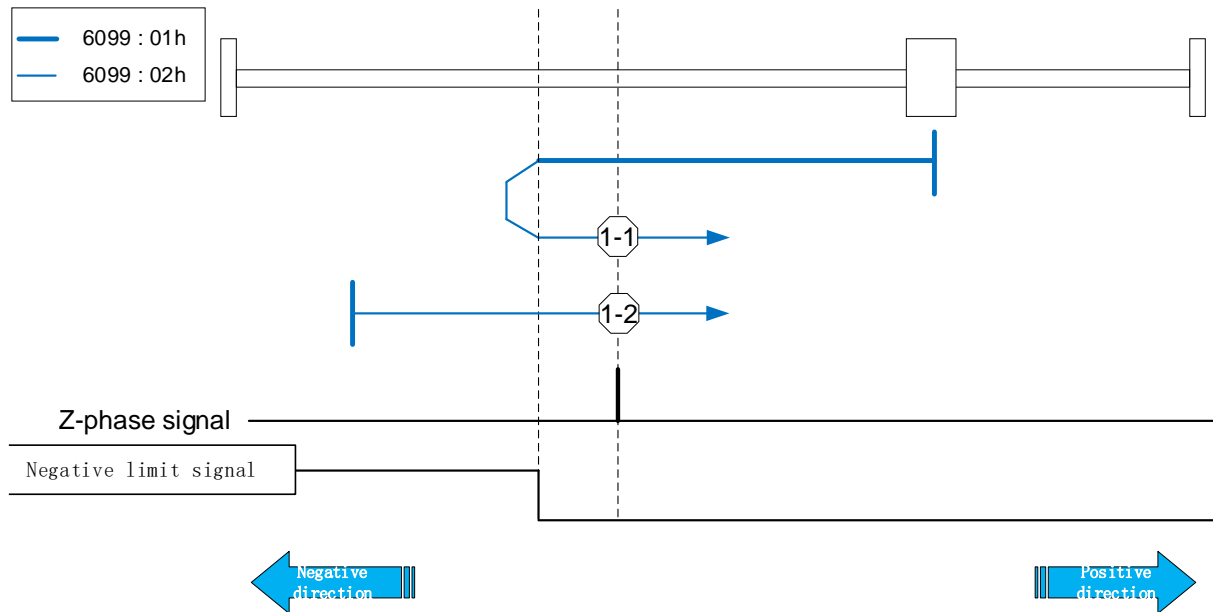 6099 : 01h
6099 : 02h
1-1
1-2
Z-phase signal
Negative limit signal
Negative
direction
Positive
direction